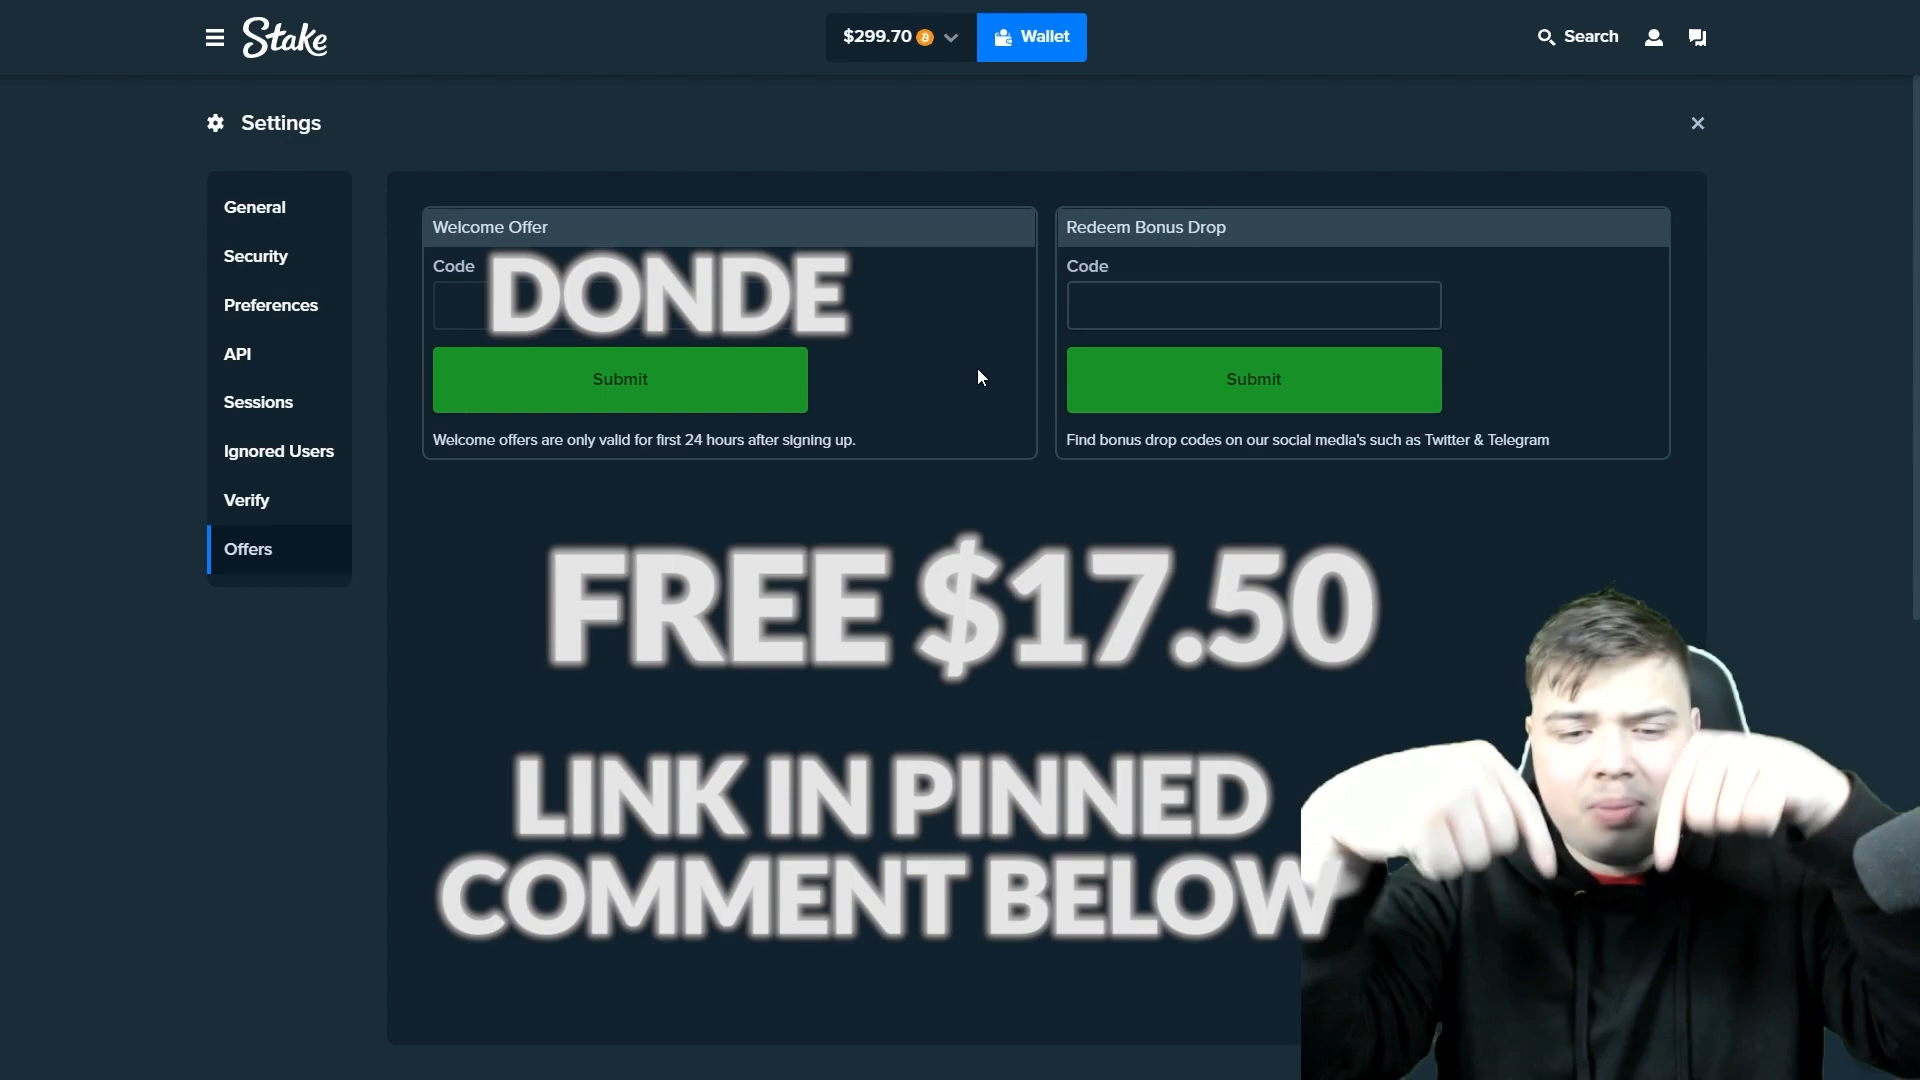 Stake
$299.70
Wallet
Search
Settings
General
Security
Preferences
API
Sessions
Ignored Users
Verify
Offers
Welcome Offer
Code
DONDE
Submit
Welcome offers are only valid for first 24 hours after signing up.
Redeem Bonus Drop
Code
Submit
Find bonus drop codes on our social media's such as Twitter & Telegram
FREE $17.50
LINK IN PINNED
COMMENT BELOW